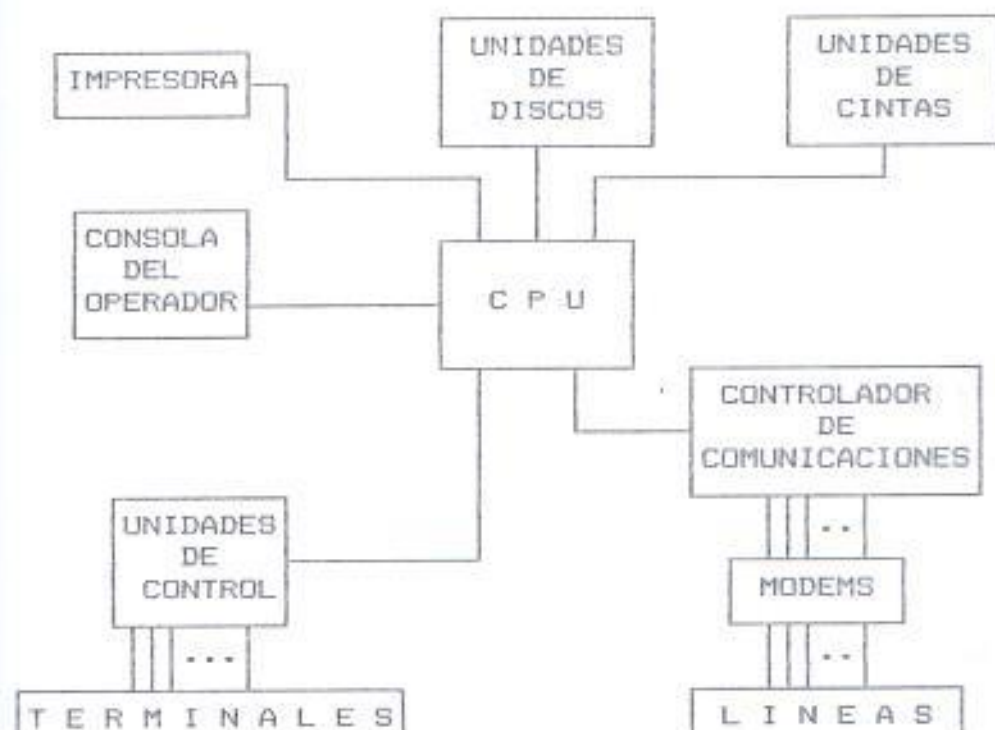 IMPRESORA
UNIDADES
DE
DISCOS
UNIDADES
DE
CINTAS
CONSOLA
DEL
OPERADOR
C P U
CONTROLADOR
DE
COMUNICACIONES
UNIDADES
DE
CONTROL
..
MODEMS
...
..
T E R M I N A L E S
L I N E A S